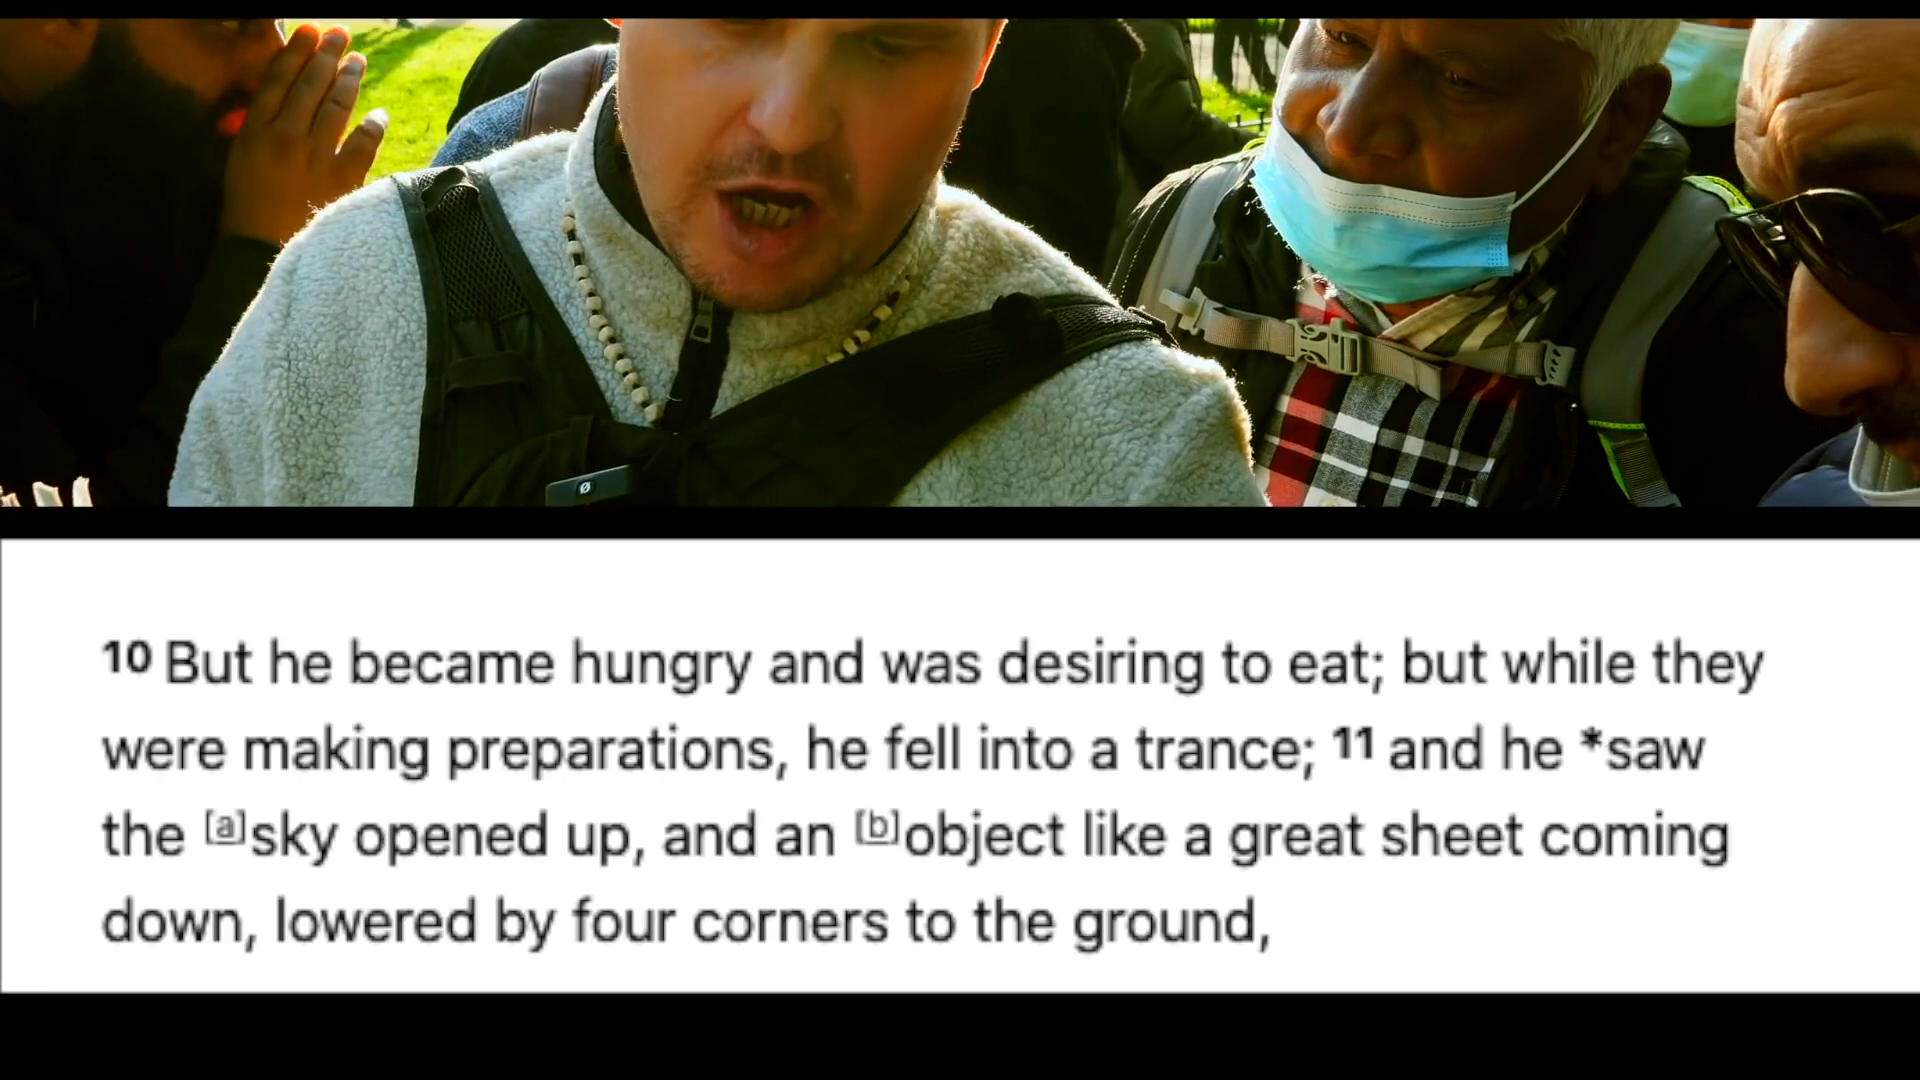 10 But he became hungry and was desiring to eat; but while they
were making preparations, he fell into a trance; 11 and he *saw
the [a]sky opened up, and an [b]object like a great sheet coming
down, lowered by four corners to the ground,